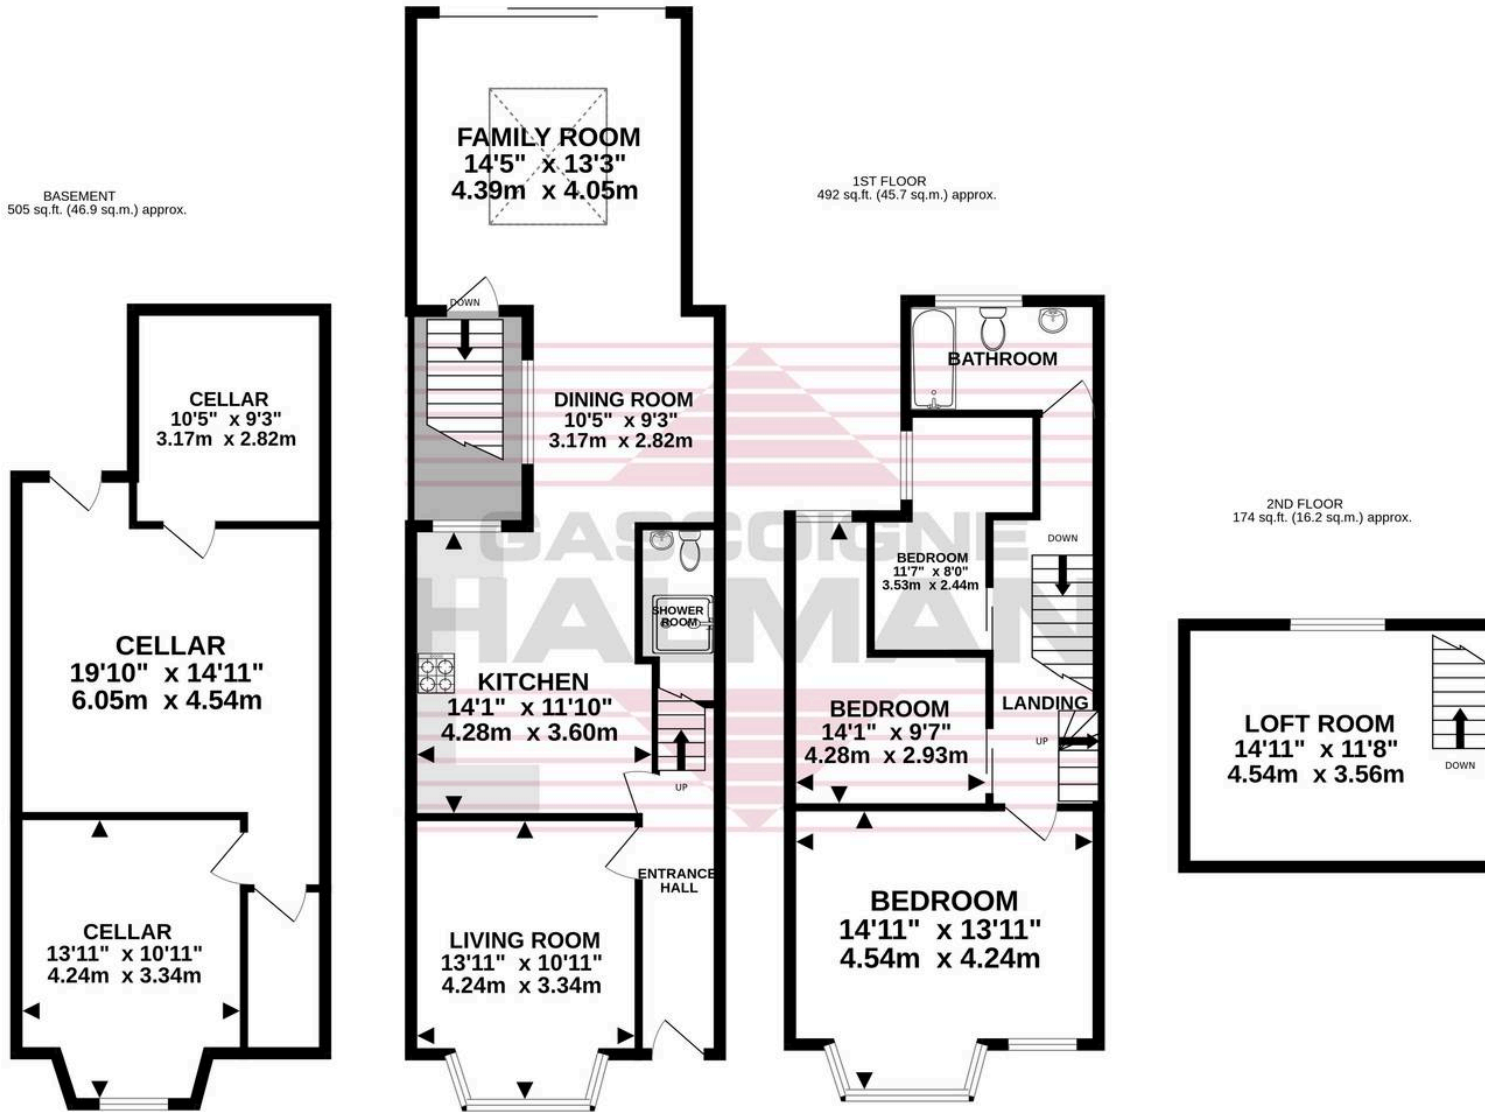 BASEMENT
505 sq.ft. (46.9 sq.m.) approx.
CELLAR
10'5" x 9'3"
3.17m x 2.82m
CELLAR
19'10" x 14'11"
6.05m x 4.54m
CELLAR
13'11" x 10'11"
4.24m x 3.34m
FAMILY ROOM
14'5" x 13'3"
4.39m x 4.05m
DOWN
DINING ROOM
10'5" x 9'3"
3.17m x 2.82m
SHOWER
ROOM
KITCHEN
14'1" x 11'10"
4.28m x 3.60m
UP
ENTRANCE
HALL
LIVING ROOM
13'11" x 10'11"
4.24m x 3.34m
GASCOIGNE
HALMAN
1ST FLOOR
492 sq.ft. (45.7 sq.m.) approx.
BATHROOM
DOWN
BEDROOM
11'7" x 8'0"
3.53m x 2.44m
LANDING
UP
BEDROOM
14'1" x 9'7"
4.28m x 2.93m
BEDROOM
14'11" x 13'11"
4.54m x 4.24m
2ND FLOOR
174 sq.ft. (16.2 sq.m.) approx.
LOFT ROOM
14'11" x 11'8"
4.54m x 3.56m
DOWN